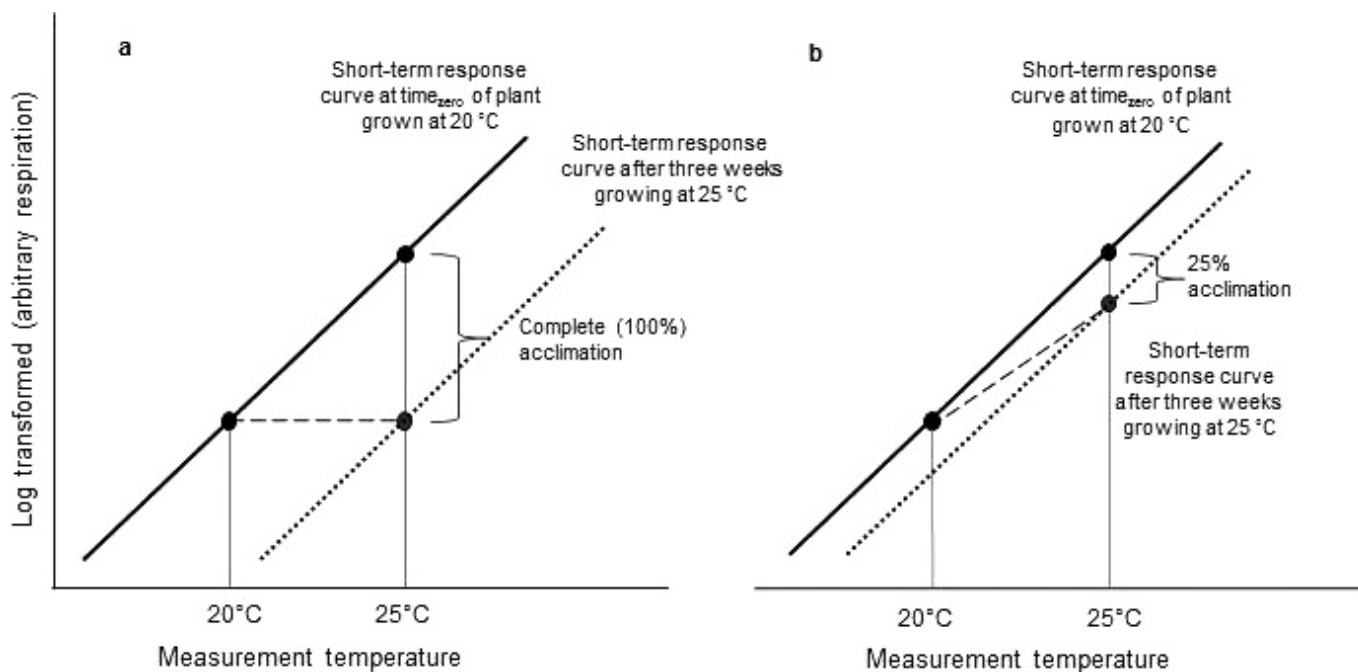 Log transformed (arbitrary respiration)
a
Short-term response
curve at timezero of plant
grown at 20 °C
Short-term response
curve after three weeks
growing at 25 °C
Complete (100%)
acclimation
20°C
25°C
Measurement temperature
b
Short-term response
curve at timezero of plant
grown at 20 °C
25%
acclimation
Short-term
response curve
after three weeks
growing at 25 °C
20°C
25°C
Measurement temperature